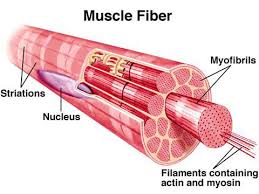 Muscle Fiber
Myofibrils
Striations
Nucleus
Filaments containing
actin and myosin